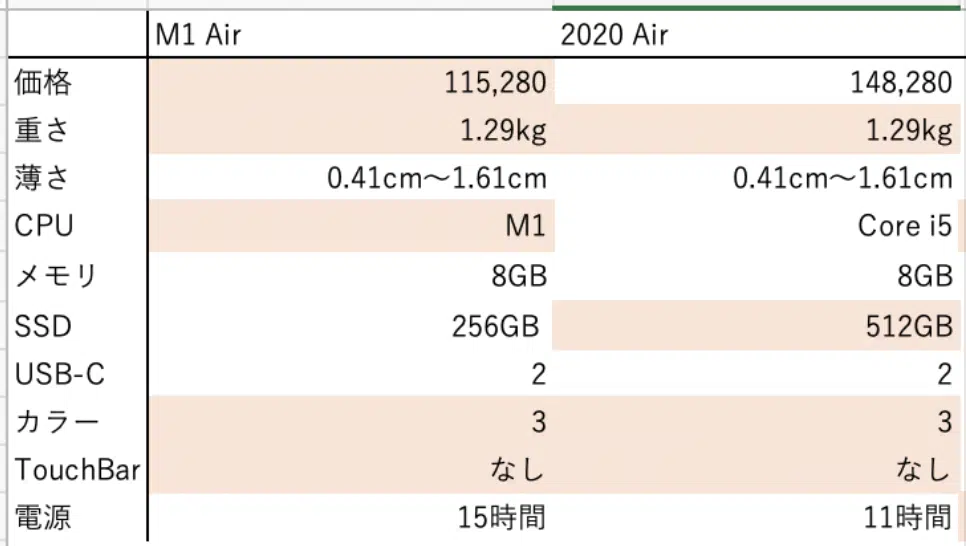 M1 Air 2020 Air
価格 115,280 148,280
重さ 1.29kg 1.29kg
薄さ 0.41cm〜1.61cm 0.41cm〜1.61cm
CPU M1 Core i5
メモリ 8GB 8GB
SSD 256GB 512GB
USB-C 2 2
カラー 3 3
TouchBar なし なし
電源 15時間 11時間